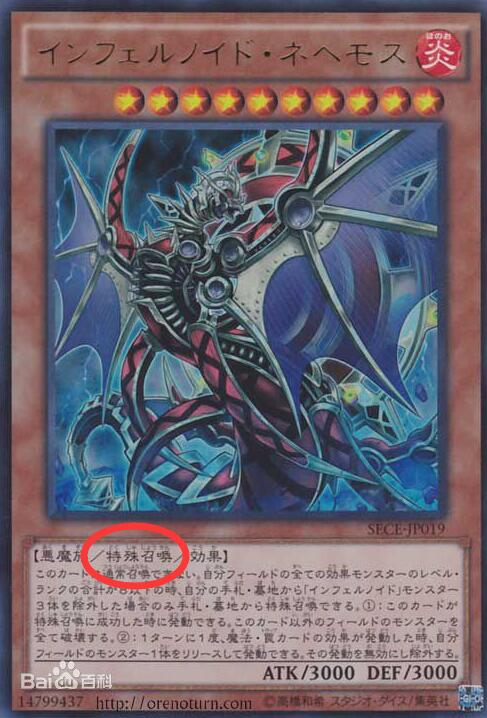 インフェルノイド・ネヘモス
ほのお
炎
SECE-JP019
【悪魔族／特殊召喚／効果】
このカードは通常召喚できない。自分フィールドの全ての効果モンスターのレベル・
ランクの合計が８以下の時、自分の手札・墓地から「インフェルノイド」モンスター
３体を除外した場合のみ手札・墓地から特殊召喚できる。①：このカードが
特殊召喚に成功した時に発動できる。このカード以外のフィールドのモンスターを
全て破壊する。②：１ターンに１度、魔法・罠カードの効果が発動した時、自分
フィールドのモンスター１体をリリースして発動できる。その発動を無効にし除外する。
ATK/3000 DEF/3000
Bai百科
14799437 http://orenoturn.com/ ©高橋和希 スタジオ・ダイス/集英社